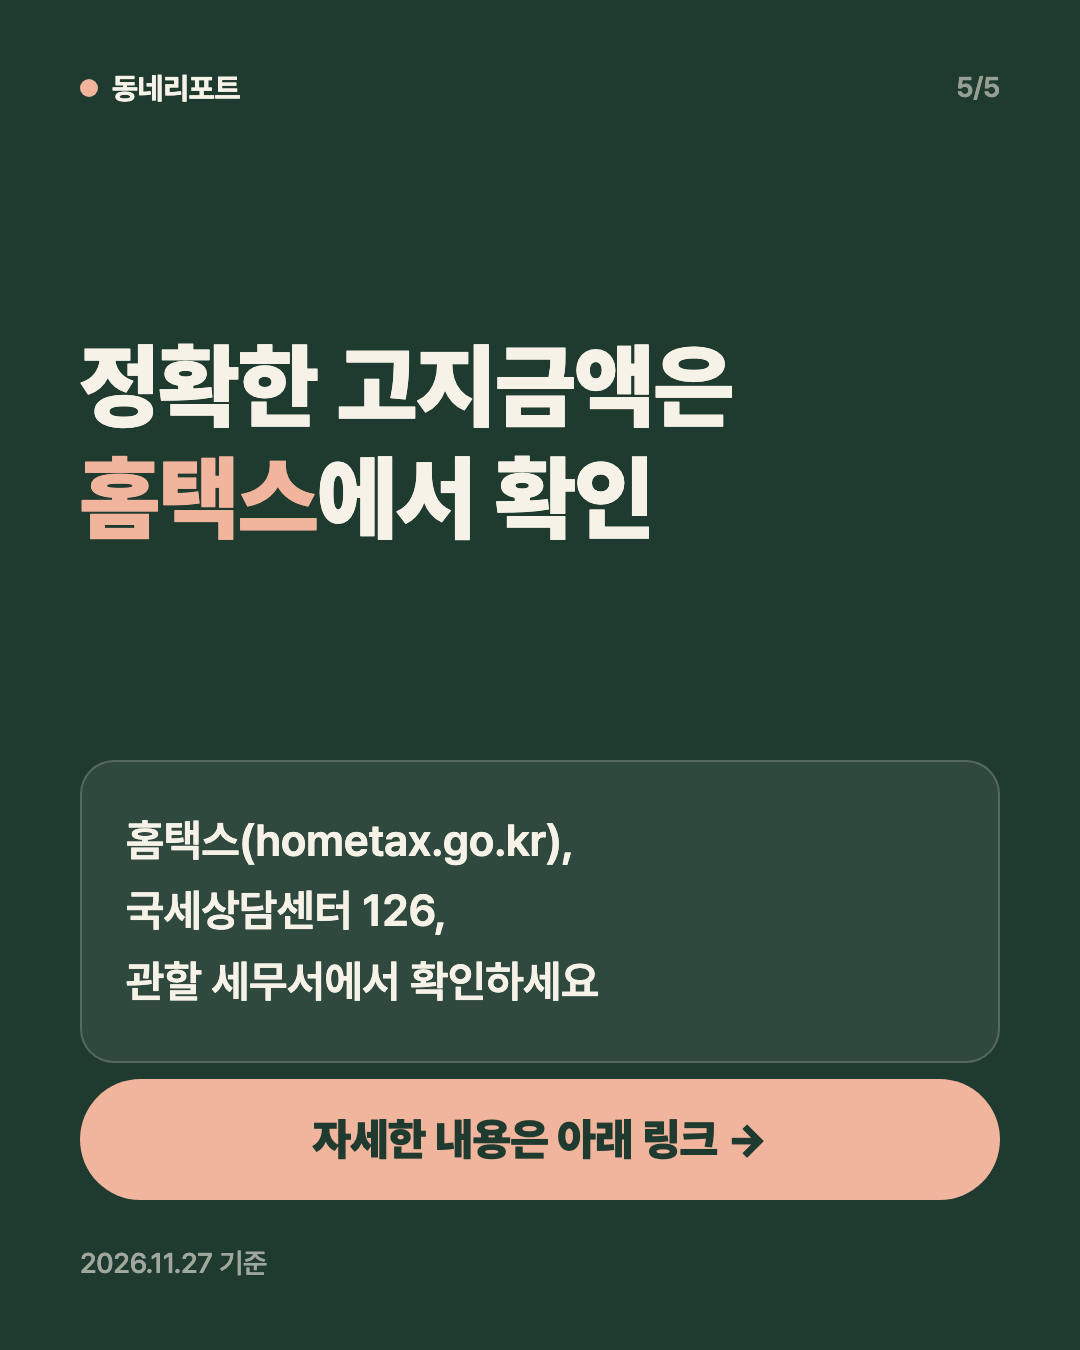 동네리포트
5/5
정확한 고지금액은
홈택스에서 확인
홈택스(hometax.go.kr),
국세상담센터 126,
관할 세무서에서 확인하세요
자세한 내용은 아래 링크 →
2026.11.27 기준